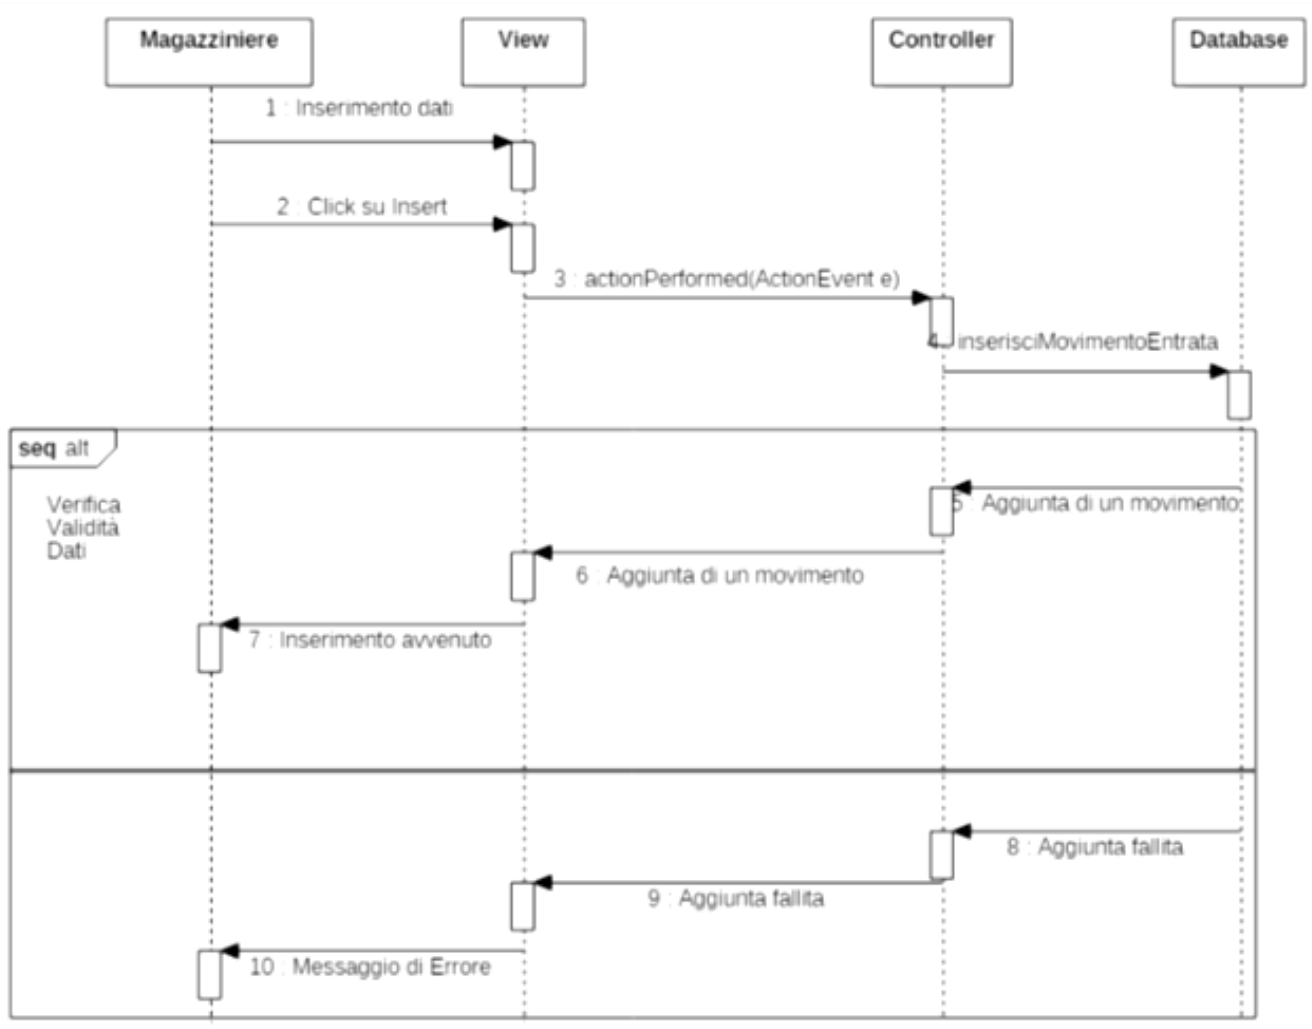 Magazziniere
View
Controller
Database
1 : Inserimento dati
2 : Click su Insert
3 : actionPerformed(ActionEvent e)
4 : inserisciMovimentoEntrata
seq alt
Verifica
Validità
Dati
5 : Aggiunta di un movimento
6 : Aggiunta di un movimento
7 : Inserimento avvenuto
8 : Aggiunta fallita
9 : Aggiunta fallita
10 : Messaggio di Errore